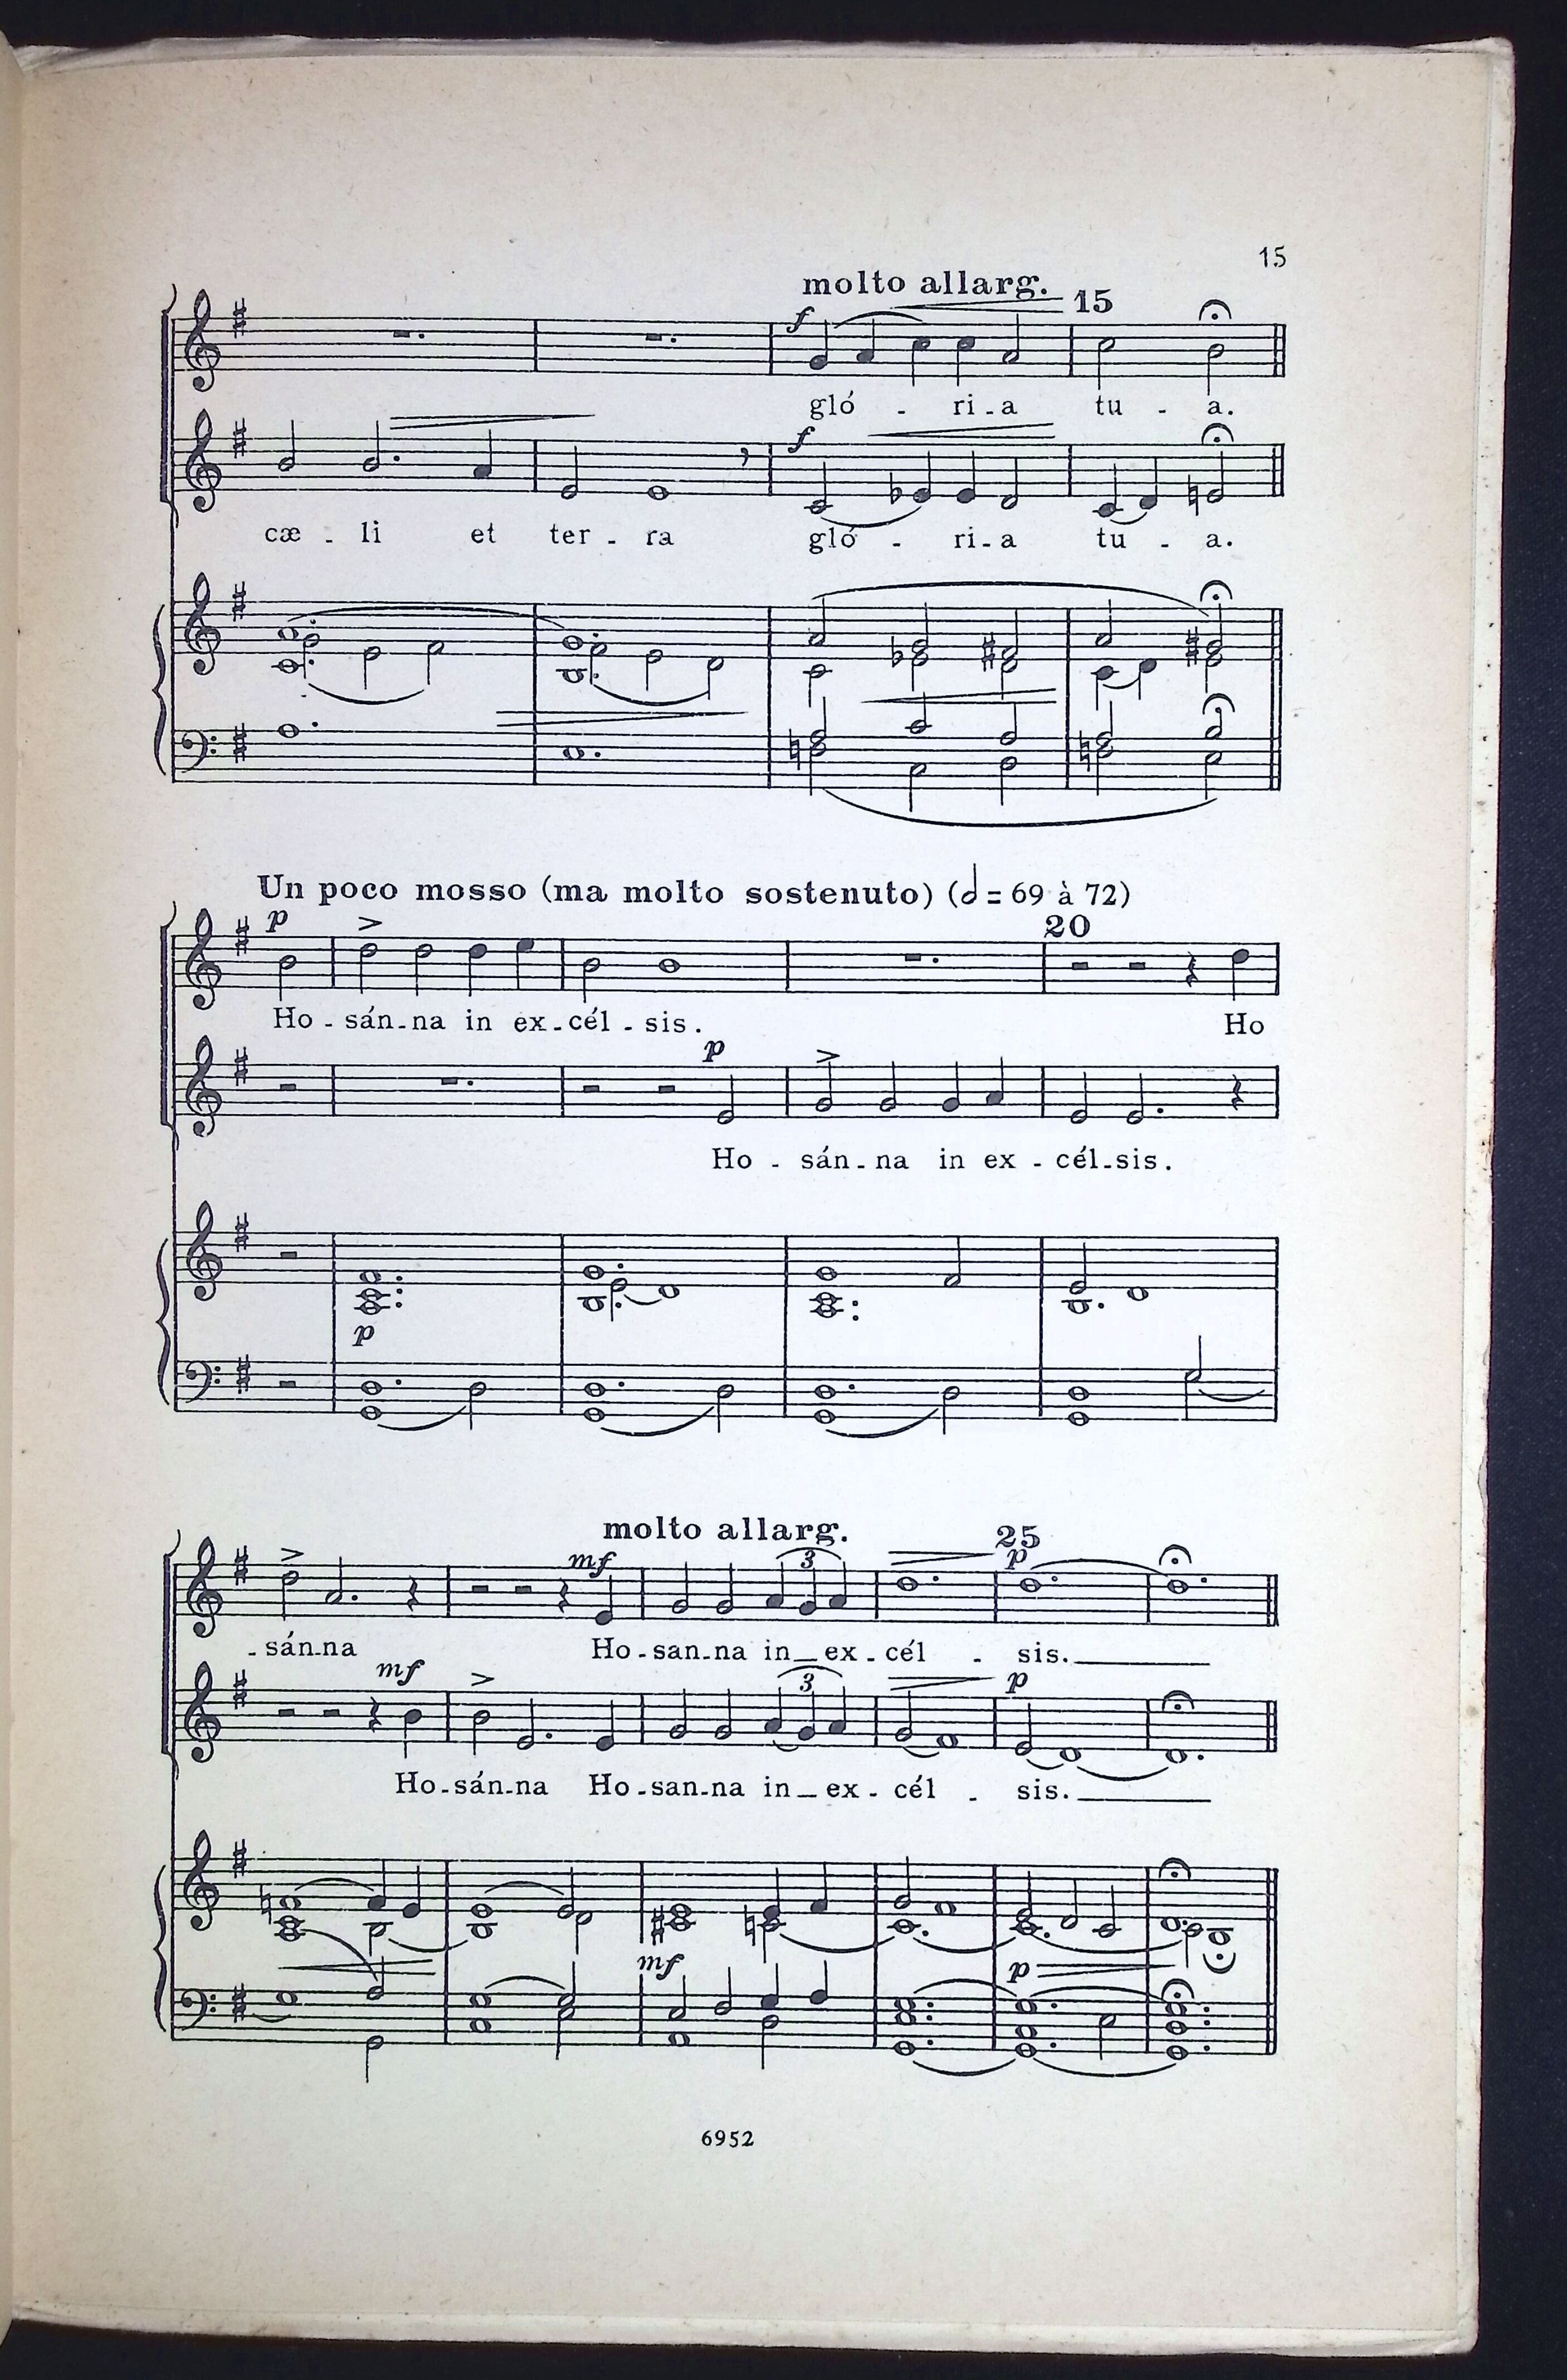 15
molto allarg.
f 15
gló - ri - a tu - a.
f
cæ - li et ter - ra gló - ri - a tu - a.
Un poco mosso (ma molto sostenuto) (𝅗𝅥 = 69 à 72)
p 20
Ho - sán - na in ex - cél - sis. Ho
p
Ho - sán - na in ex - cél - sis.
p
molto allarg.
mf 3 25 p
- sán - na Ho - san - na in ex - cél - sis.
mf 3 p
Ho - sán - na Ho - san - na in ex - cél - sis.
mf p
6952